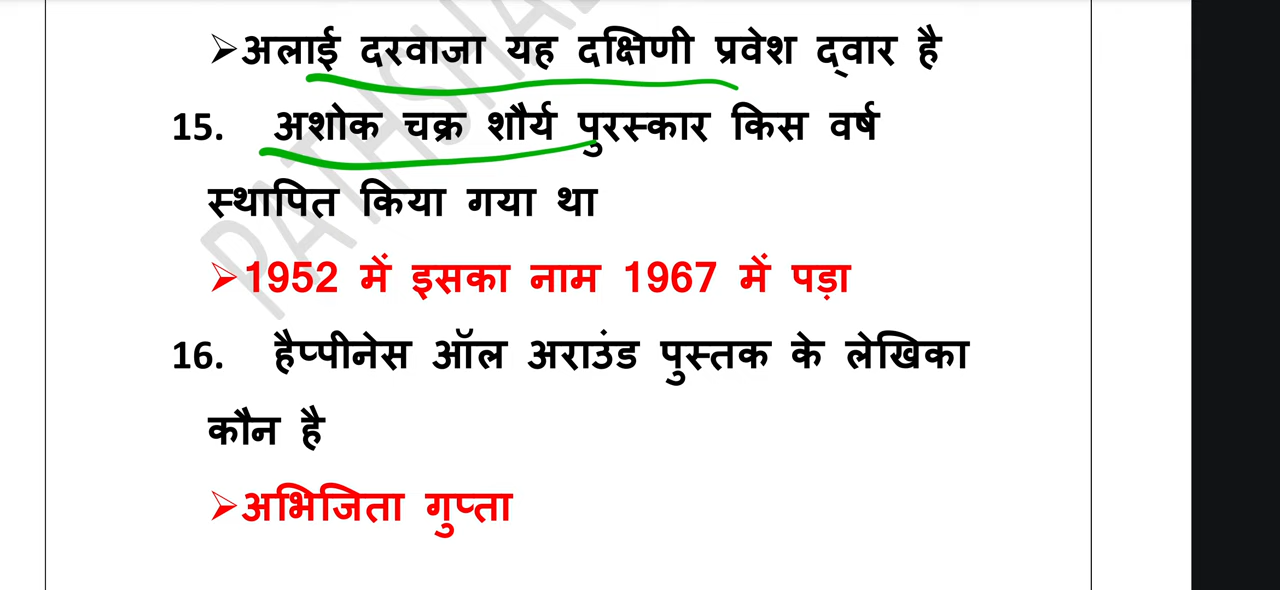 ➢अलाई दरवाजा यह दक्षिणी प्रवेश द्वार है
15. अशोक चक्र शौर्य पुरस्कार किस वर्ष
स्थापित किया गया था
➢1952 में इसका नाम 1967 में पड़ा
16. हैप्पीनेस ऑल अराउंड पुस्तक के लेखिका
कौन है
➢अभिजिता गुप्ता